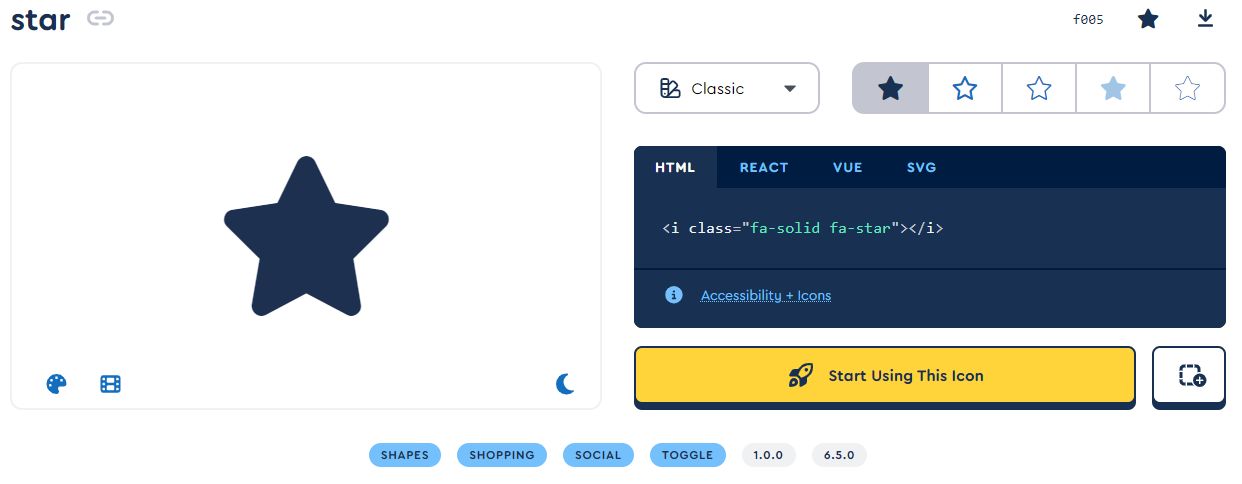 star
f005
Classic
HTML REACT VUE SVG
<i class="fa-solid fa-star"></i>
Accessibility + Icons
Start Using This Icon
SHAPES SHOPPING SOCIAL TOGGLE 1.0.0 6.5.0